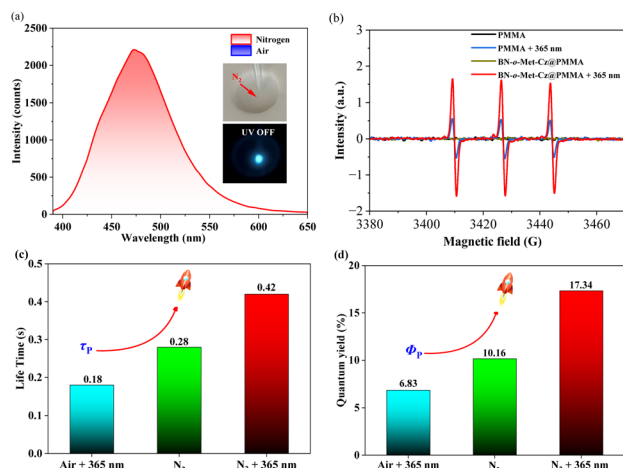 (a)
Intensity (counts)
2500
2000
1500
1000
500
0
400
450
500
550
600
650
Wavelength (nm)
Nitrogen
Air
N₂
UV OFF
(b)
Intensity (a.u.)
3
2
1
0
-1
-2
3380
3410
3440
3470
Magnetic field (G)
PMMA
PMMA + 365 nm
BN-o-Met-Cz@PMMA
BN-o-Met-Cz@PMMA + 365 nm
(c)
Life Time (s)
0.5
0.4
0.3
0.2
0.1
0.0
τP
0.18
0.28
0.42
Air + 365 nm
N₂
N₂ + 365 nm
(d)
Quantum yield (%)
20
15
10
5
0
ΦP
6.83
10.16
17.34
Air + 365 nm
N₂
N₂ + 365 nm